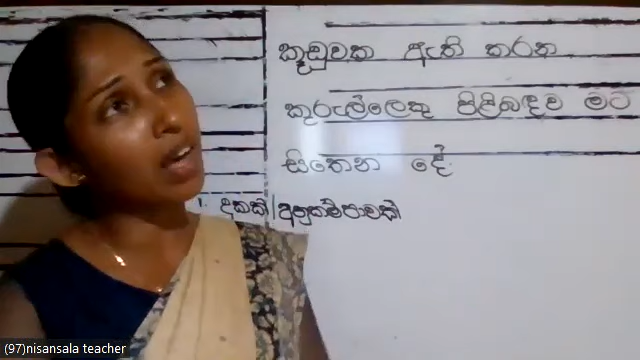 කූඩුවක ඇති කරන
කුරුල්ලෙකු පිලිබඳව මට
සිතෙන දේ.
1. දුකක්/අනුකම්පාවක්
(97)nisansala teacher